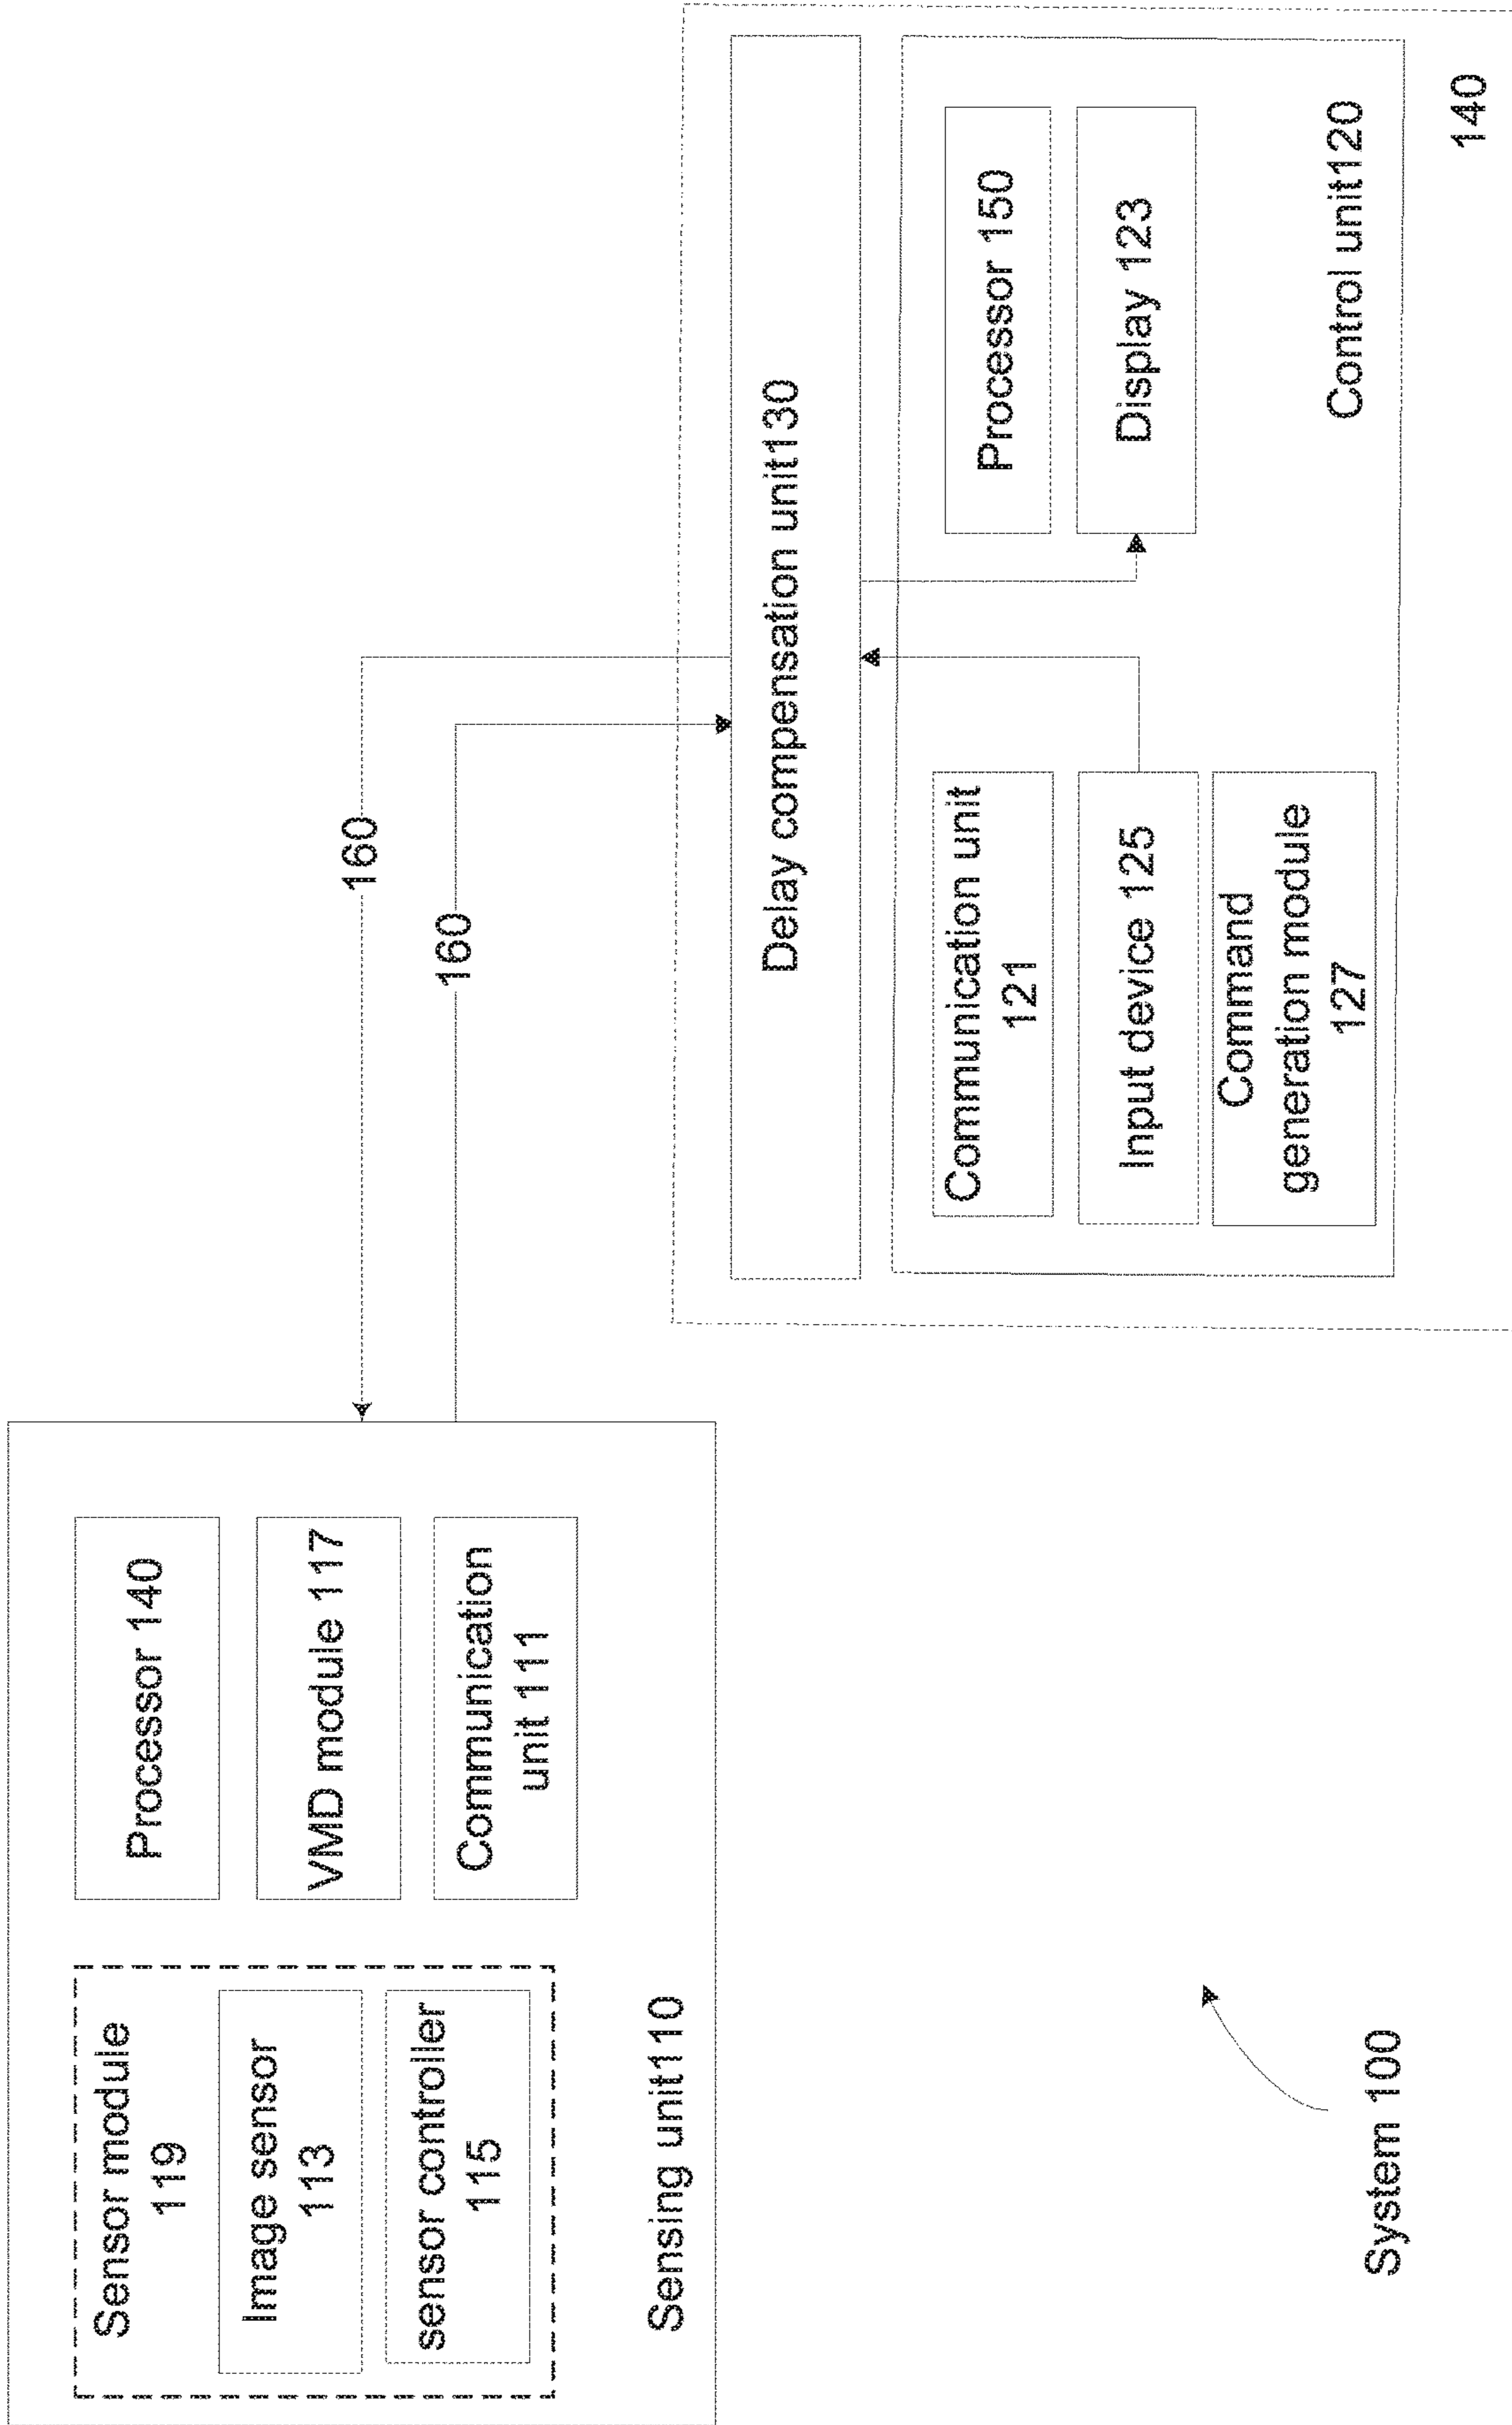 Sensor module
119
Image sensor
113
sensor controller
115
Processor 140
VMD module 117
Communication
unit 111
Sensing unit110
160
160
Delay compensation unit130
Communication unit
121
Input device 125
Command
generation module
127
Processor 150
Display 123
Control unit120
140
System 100